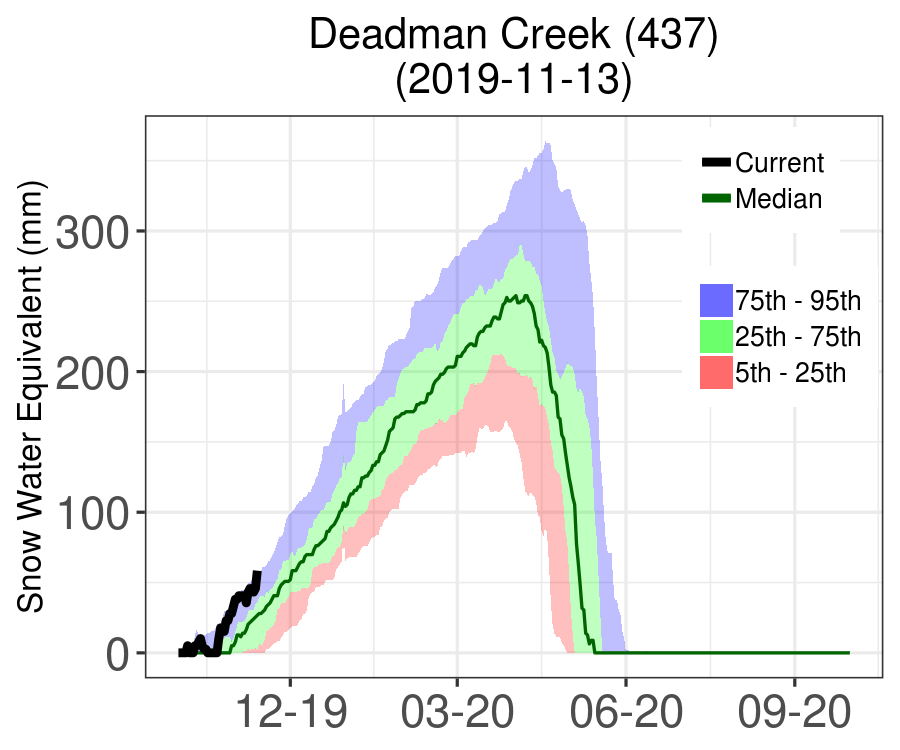 Deadman Creek (437)
(2019-11-13)
Snow Water Equivalent (mm)
300
200
100
0
12-19 03-20 06-20 09-20
Current
Median
75th - 95th
25th - 75th
5th - 25th